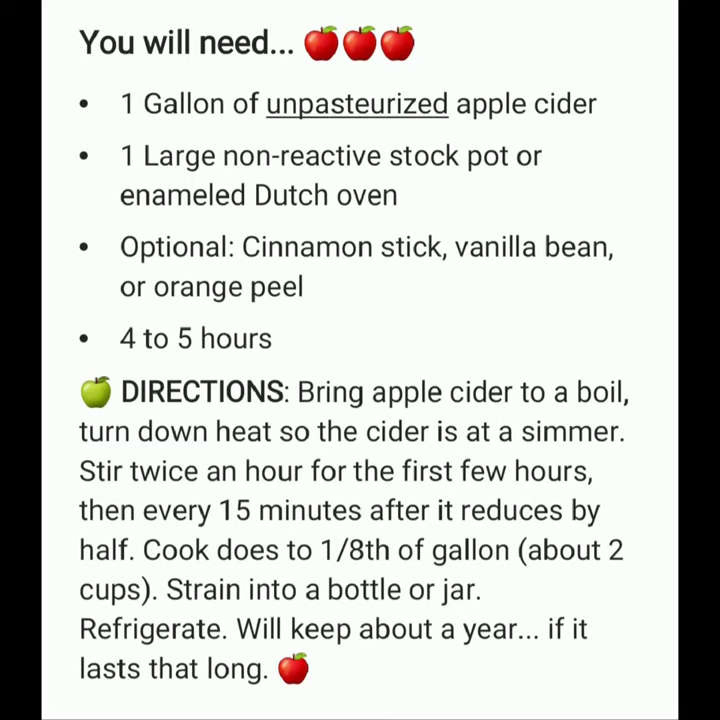 You will need... 🍎🍎🍎
• 1 Gallon of unpasteurized apple cider
• 1 Large non-reactive stock pot or
enameled Dutch oven
• Optional: Cinnamon stick, vanilla bean,
or orange peel
• 4 to 5 hours
🍏 DIRECTIONS: Bring apple cider to a boil,
turn down heat so the cider is at a simmer.
Stir twice an hour for the first few hours,
then every 15 minutes after it reduces by
half. Cook does to 1/8th of gallon (about 2
cups). Strain into a bottle or jar.
Refrigerate. Will keep about a year... if it
lasts that long. 🍎